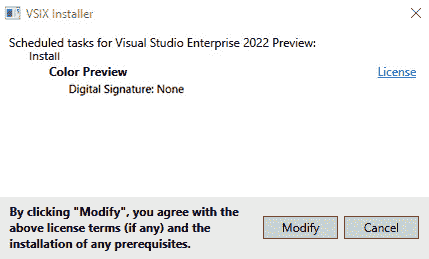 VSIX Installer
Scheduled tasks for Visual Studio Enterprise 2022 Preview:
Install
Color Preview
License
Digital Signature: None
By clicking "Modify", you agree with the
above license terms (if any) and the
installation of any prerequisites.
Modify
Cancel